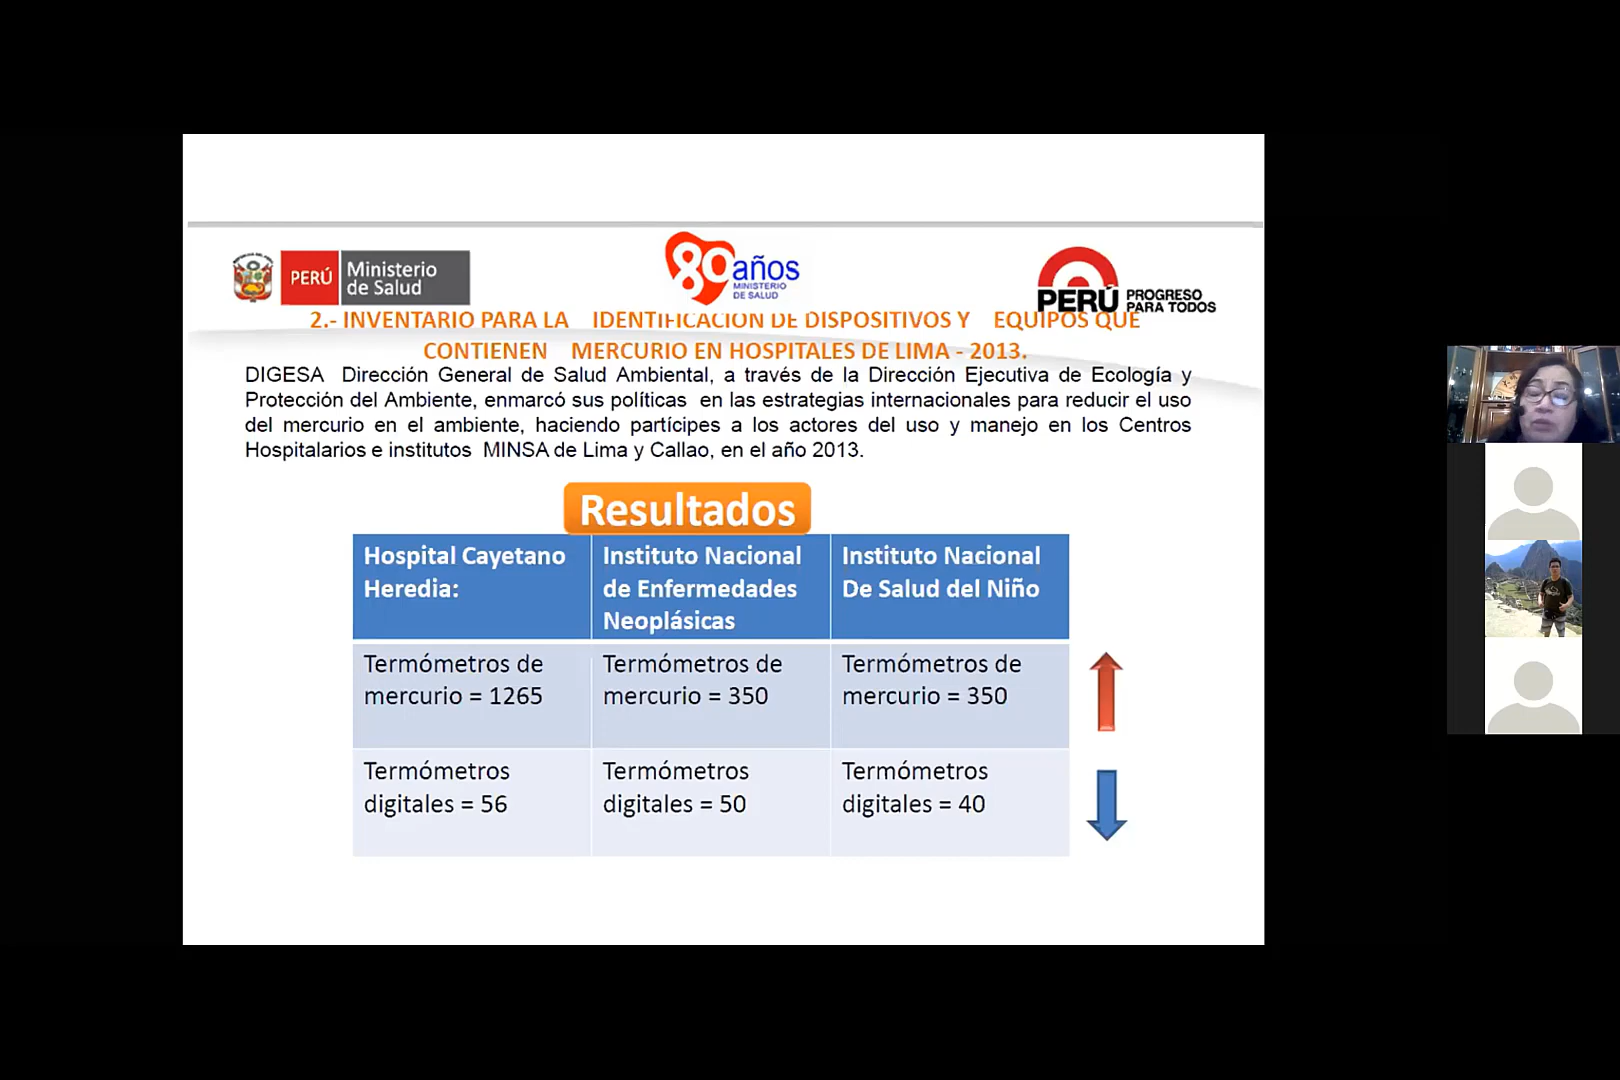 PERÚ Ministerio de Salud
80 años
MINISTERIO
DE SALUD
PERÚ PROGRESO PARA TODOS
2.- INVENTARIO PARA LA IDENTIFICACION DE DISPOSITIVOS Y EQUIPOS QUE
CONTIENEN MERCURIO EN HOSPITALES DE LIMA - 2013.
DIGESA Dirección General de Salud Ambiental, a través de la Dirección Ejecutiva de Ecología y
Protección del Ambiente, enmarcó sus políticas en las estrategias internacionales para reducir el uso
del mercurio en el ambiente, haciendo partícipes a los actores del uso y manejo en los Centros
Hospitalarios e institutos MINSA de Lima y Callao, en el año 2013.
Resultados
Hospital Cayetano
Heredia:
Instituto Nacional
de Enfermedades
Neoplásicas
Instituto Nacional
De Salud del Niño
Termómetros de
mercurio = 1265
Termómetros de
mercurio = 350
Termómetros de
mercurio = 350
Termómetros
digitales = 56
Termómetros
digitales = 50
Termómetros
digitales = 40